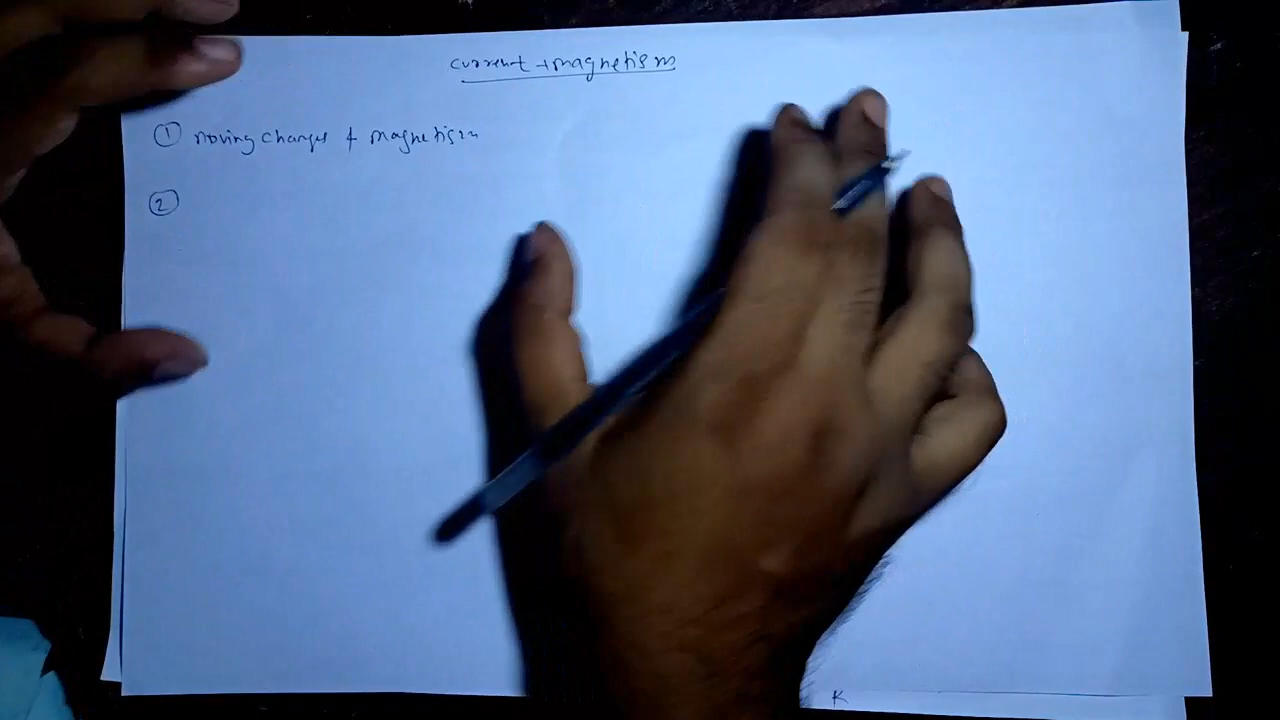 current + magnetism
① Moving charges & magnetism
②
K